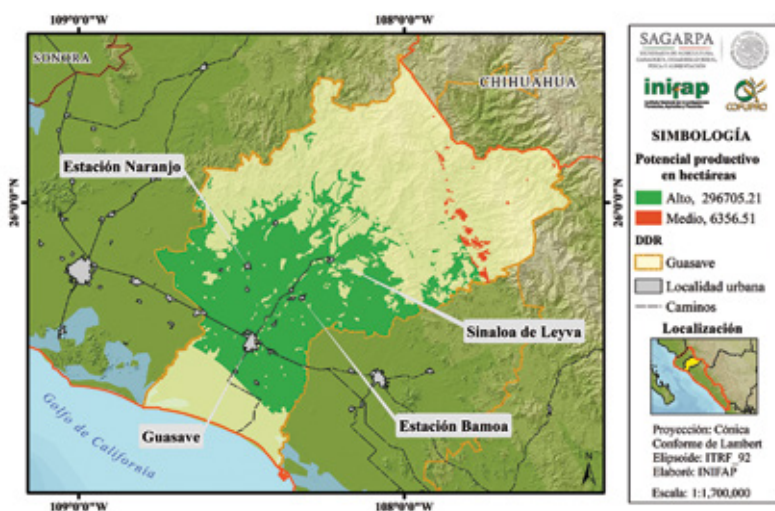 109°0'0"W
108°0'0"W
SONORA
CHIHUAHUA
Estación Naranjo
26°0'0"N
26°0'0"N
Sinaloa de Leyva
Estación Bamoa
Guasave
Golfo de California
109°0'0"W
108°0'0"W
N
SAGARPA
inifap
COFUPRO
SIMBOLOGÍA
Potencial productivo
en hectáreas
Alto, 296705.21
Medio, 6356.51
DDR
Guasave
Localidad urbana
Caminos
Localización
Proyección: Cónica
Conforme de Lambert
Elipsoide: ITRF_92
Elaboró: INIFAP
Escala: 1:1,700,000